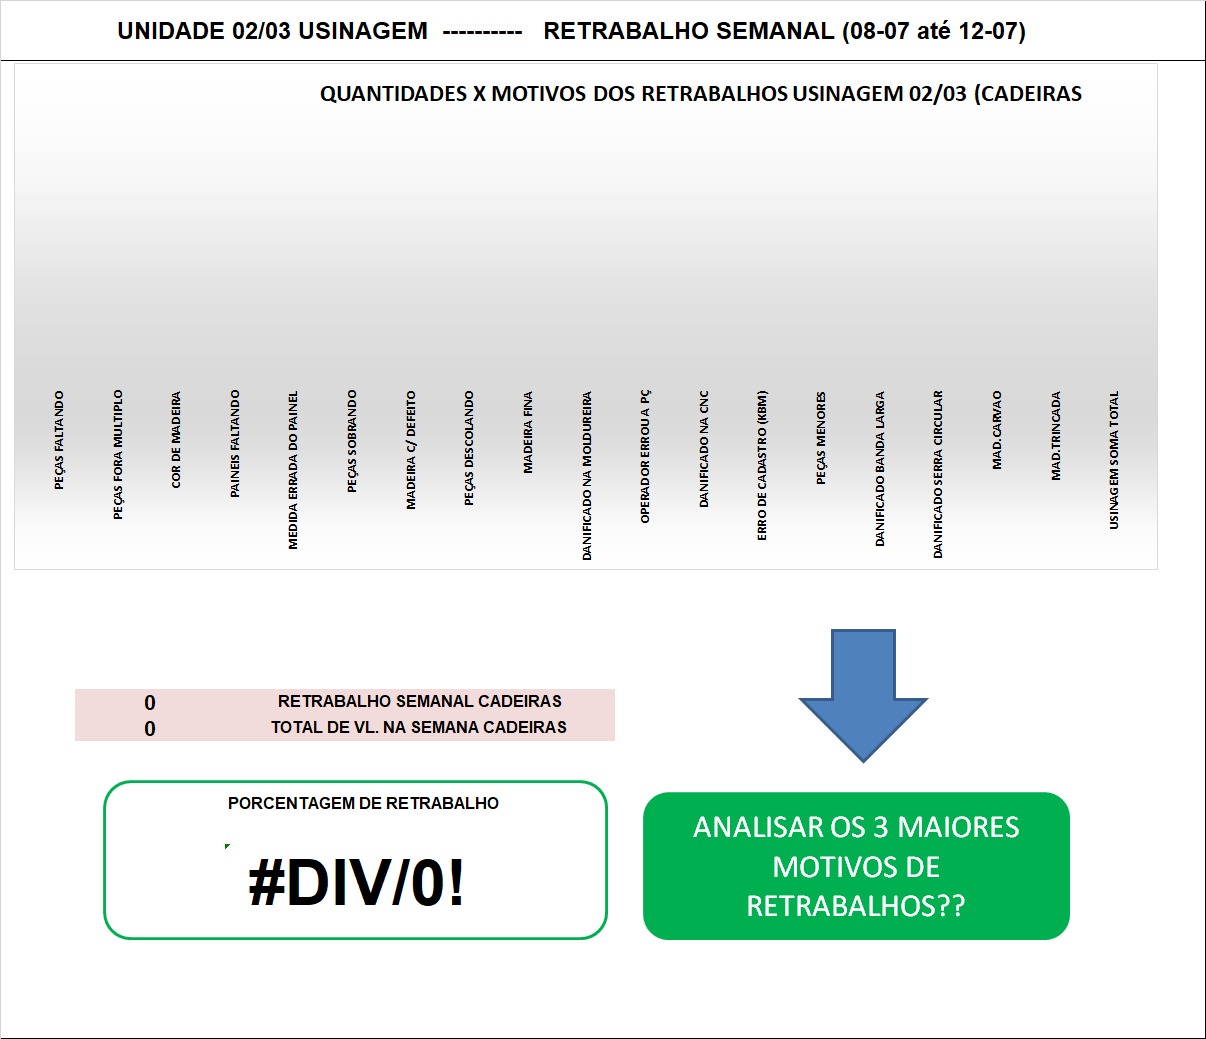 UNIDADE 02/03 USINAGEM ---------- RETRABALHO SEMANAL (08-07 até 12-07)
QUANTIDADES X MOTIVOS DOS RETRABALHOS USINAGEM 02/03 (CADEIRAS
PEÇAS FALTANDO
PEÇAS FORA MULTIPLO
COR DE MADEIRA
PAINEIS FALTANDO
MEDIDA ERRADA DO PAINEL
PEÇAS SOBRANDO
MADEIRA C/ DEFEITO
PEÇAS DESCOLANDO
MADEIRA FINA
DANIFICADO NA MOLDUREIRA
OPERADOR ERROU A PÇ
DANIFICADO NA CNC
ERRO DE CADASTRO (KBM)
PEÇAS MENORES
DANIFICADO BANDA LARGA
DANIFICADO SERRA CIRCULAR
MAD.CARVAO
MAD.TRINCADA
USINAGEM SOMA TOTAL
0 RETRABALHO SEMANAL CADEIRAS
0 TOTAL DE VL. NA SEMANA CADEIRAS
PORCENTAGEM DE RETRABALHO
#DIV/0!
ANALISAR OS 3 MAIORES
MOTIVOS DE
RETRABALHOS??